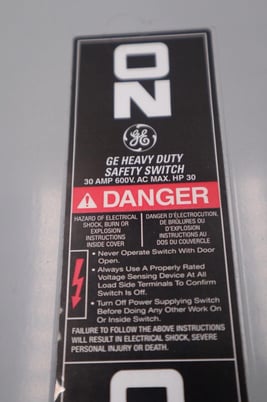 ON
GE
GE HEAVY DUTY
SAFETY SWITCH
30 AMP 600V. AC MAX. HP 30
DANGER
HAZARD OF ELECTRICAL
SHOCK, BURN OR
EXPLOSION
INSTRUCTIONS
INSIDE COVER
DANGER D'ÉLECTROCUTION,
DE BRÛLURES OU
D'EXPLOSION
INSTRUCTIONS AU
DOS DU COUVERCLE
• Never Operate Switch With Door
Open.
• Always Use A Properly Rated
Voltage Sensing Device At All
Load Side Terminals To Confirm
Switch Is Off.
• Turn Off Power Supplying Switch
Before Doing Any Other Work On
Or Inside Switch.
FAILURE TO FOLLOW THE ABOVE INSTRUCTIONS
WILL RESULT IN ELECTRICAL SHOCK, SEVERE
PERSONAL INJURY OR DEATH.